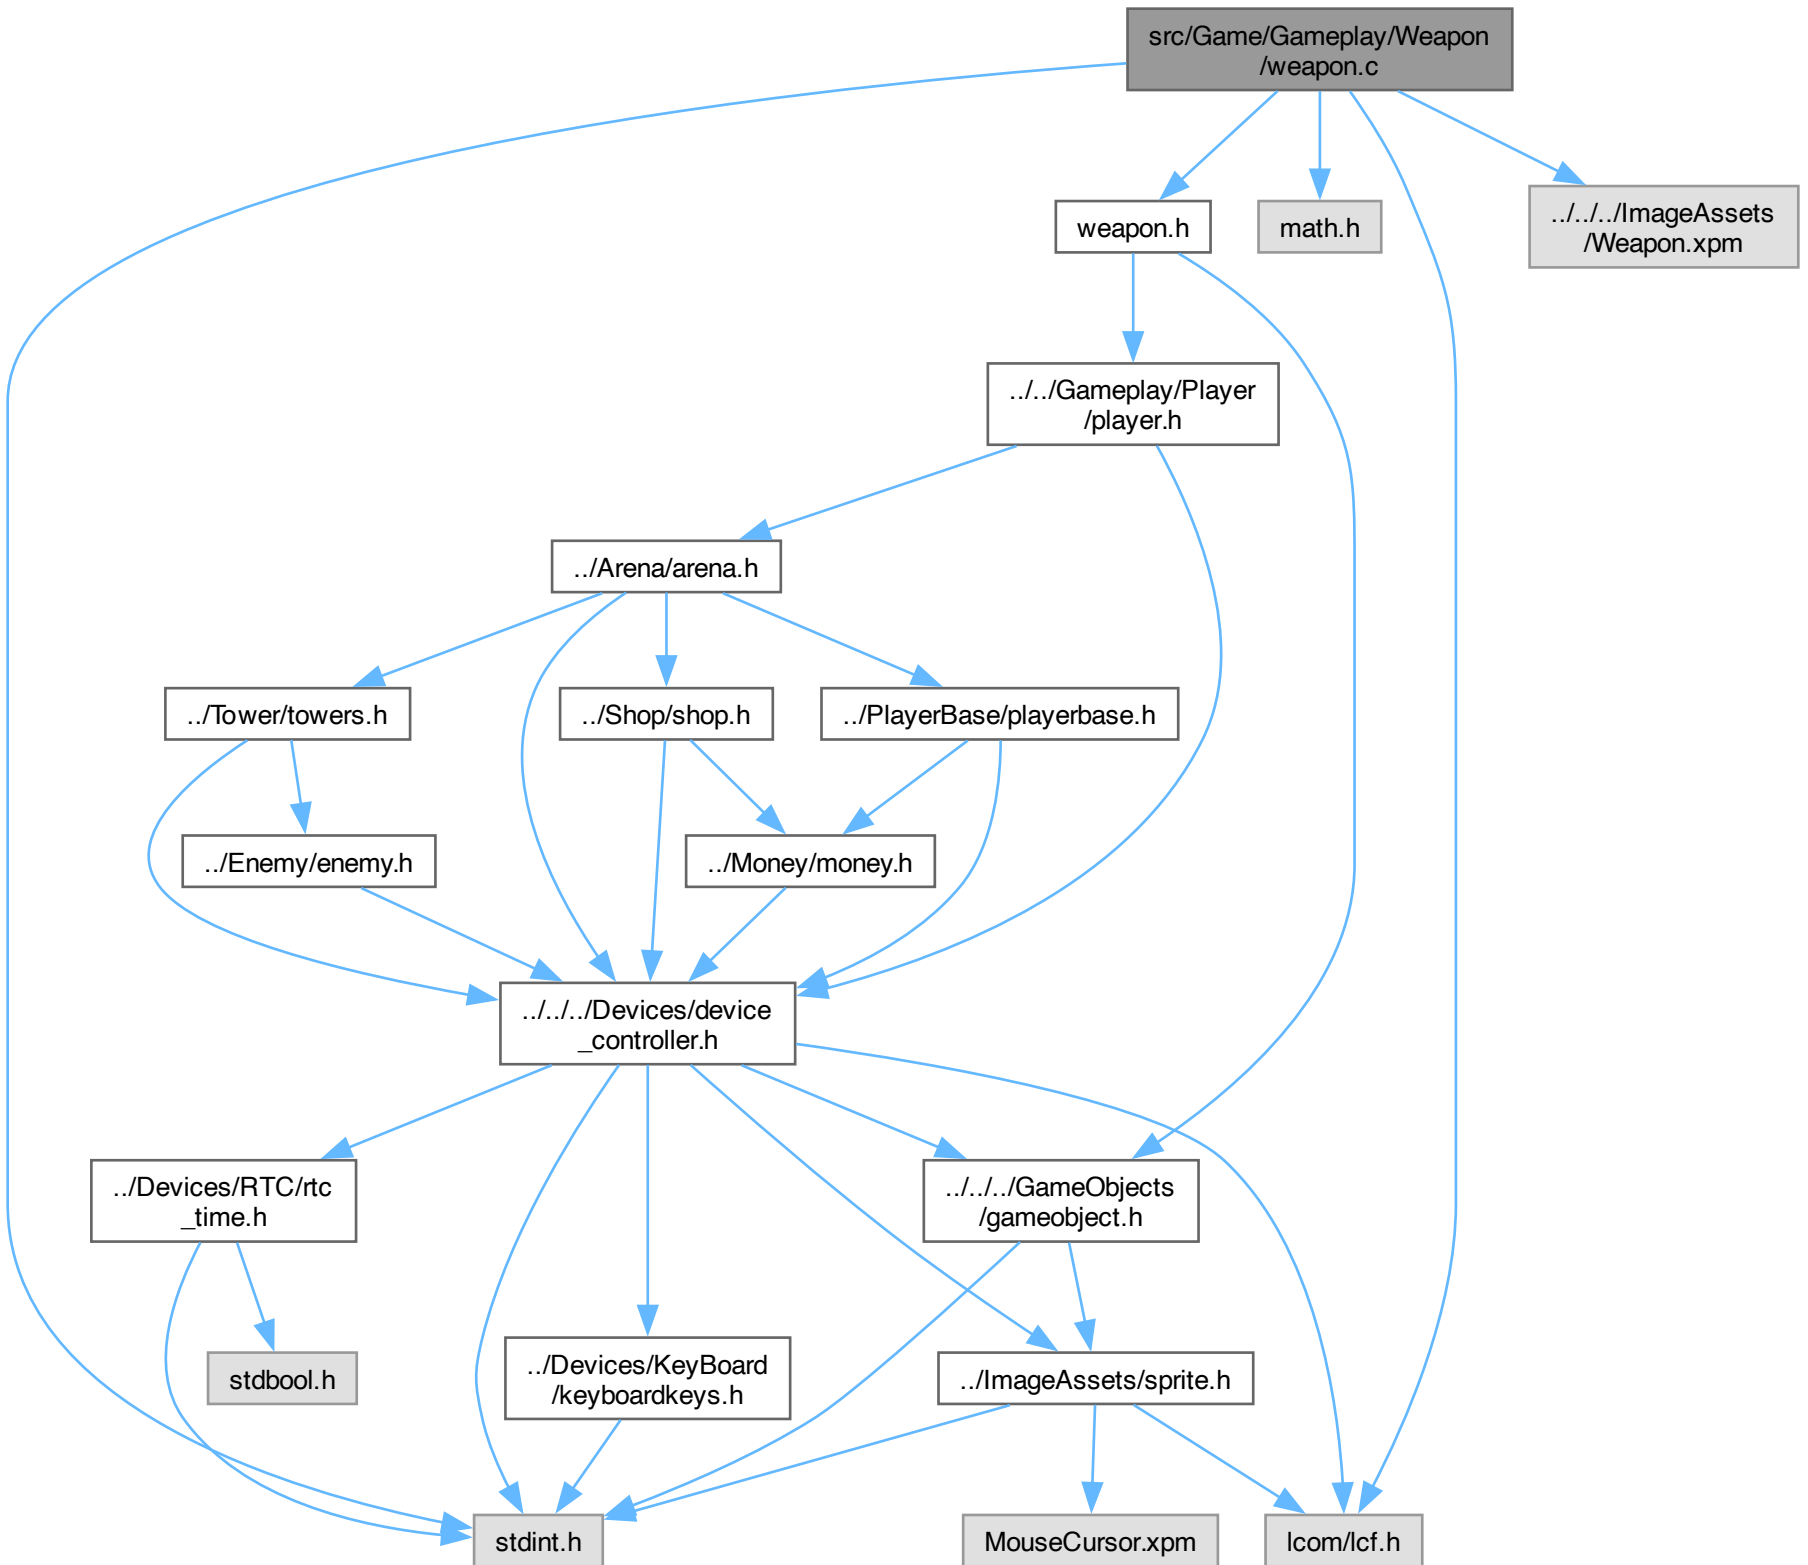 src/Game/Gameplay/Weapon
/weapon.c
weapon.h
math.h
../../../ImageAssets
/Weapon.xpm
../../Gameplay/Player
/player.h
../Arena/arena.h
../Tower/towers.h
../Shop/shop.h
../PlayerBase/playerbase.h
../Enemy/enemy.h
../Money/money.h
../../../Devices/device
_controller.h
../Devices/RTC/rtc
_time.h
../../../GameObjects
/gameobject.h
stdbool.h
../Devices/KeyBoard
/keyboardkeys.h
../ImageAssets/sprite.h
stdint.h
MouseCursor.xpm
lcom/lcf.h